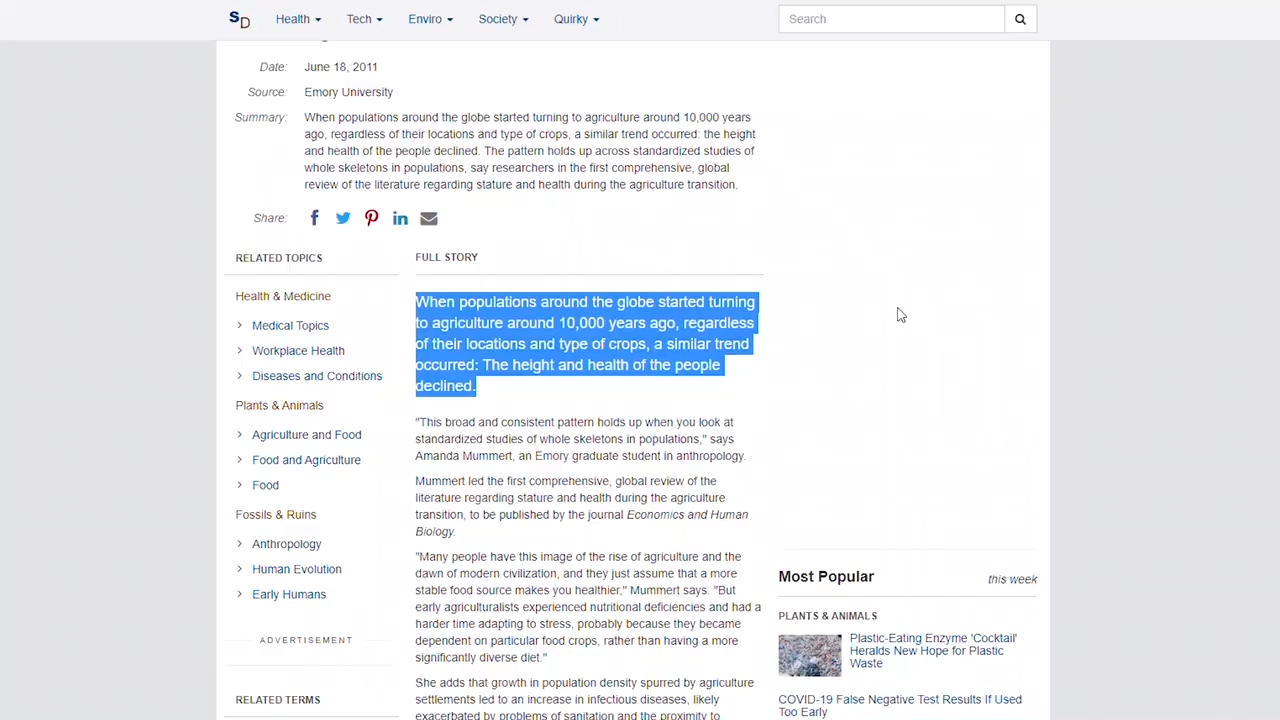 SD
Health
Tech
Enviro
Society
Quirky
Search
Date:
June 18, 2011
Source:
Emory University
Summary:
When populations around the globe started turning to agriculture around 10,000 years
ago, regardless of their locations and type of crops, a similar trend occurred: the height
and health of the people declined. The pattern holds up across standardized studies of
whole skeletons in populations, say researchers in the first comprehensive, global
review of the literature regarding stature and health during the agriculture transition.
Share:
RELATED TOPICS
Health & Medicine
Medical Topics
Workplace Health
Diseases and Conditions
Plants & Animals
Agriculture and Food
Food and Agriculture
Food
Fossils & Ruins
Anthropology
Human Evolution
Early Humans
ADVERTISEMENT
RELATED TERMS
FULL STORY
When populations around the globe started turning
to agriculture around 10,000 years ago, regardless
of their locations and type of crops, a similar trend
occurred: The height and health of the people
declined.
"This broad and consistent pattern holds up when you look at
standardized studies of whole skeletons in populations," says
Amanda Mummert, an Emory graduate student in anthropology.
Mummert led the first comprehensive, global review of the
literature regarding stature and health during the agriculture
transition, to be published by the journal Economics and Human
Biology.
"Many people have this image of the rise of agriculture and the
dawn of modern civilization, and they just assume that a more
stable food source makes you healthier," Mummert says. "But
early agriculturalists experienced nutritional deficiencies and had a
harder time adapting to stress, probably because they became
dependent on particular food crops, rather than having a more
significantly diverse diet."
She adds that growth in population density spurred by agriculture
settlements led to an increase in infectious diseases, likely
exacerbated by problems of sanitation and the proximity to
Most Popular
this week
PLANTS & ANIMALS
Plastic-Eating Enzyme 'Cocktail'
Heralds New Hope for Plastic
Waste
COVID-19 False Negative Test Results If Used
Too Early